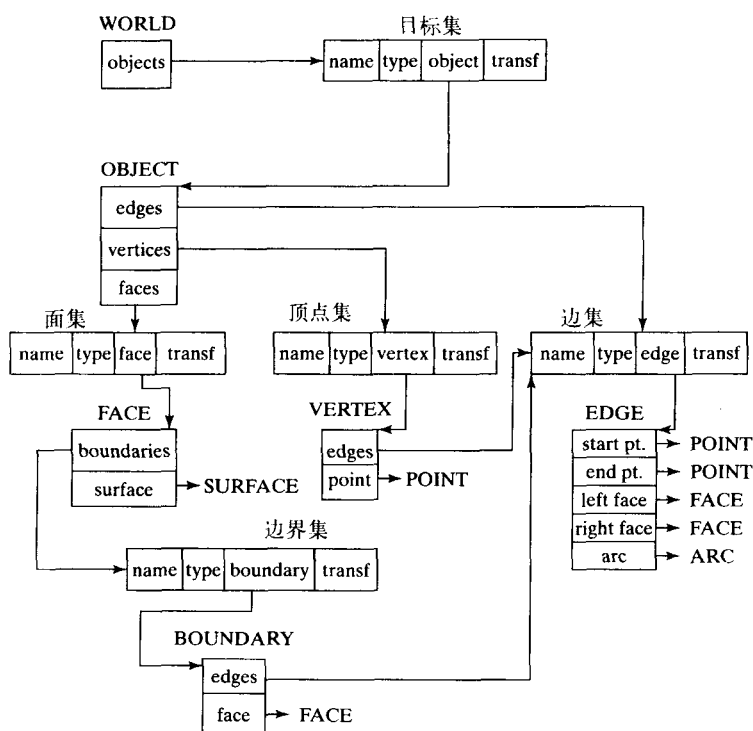 WORLD
目标集
objects
name type object transf
OBJECT
edges
vertices
faces
面集
顶点集
边集
name type face transf
name type vertex transf
name type edge transf
FACE
boundaries
surface
SURFACE
VERTEX
edges
point
POINT
EDGE
start pt.
POINT
end pt.
POINT
left face
FACE
right face
FACE
arc
ARC
边界集
name type boundary transf
BOUNDARY
edges
face
FACE